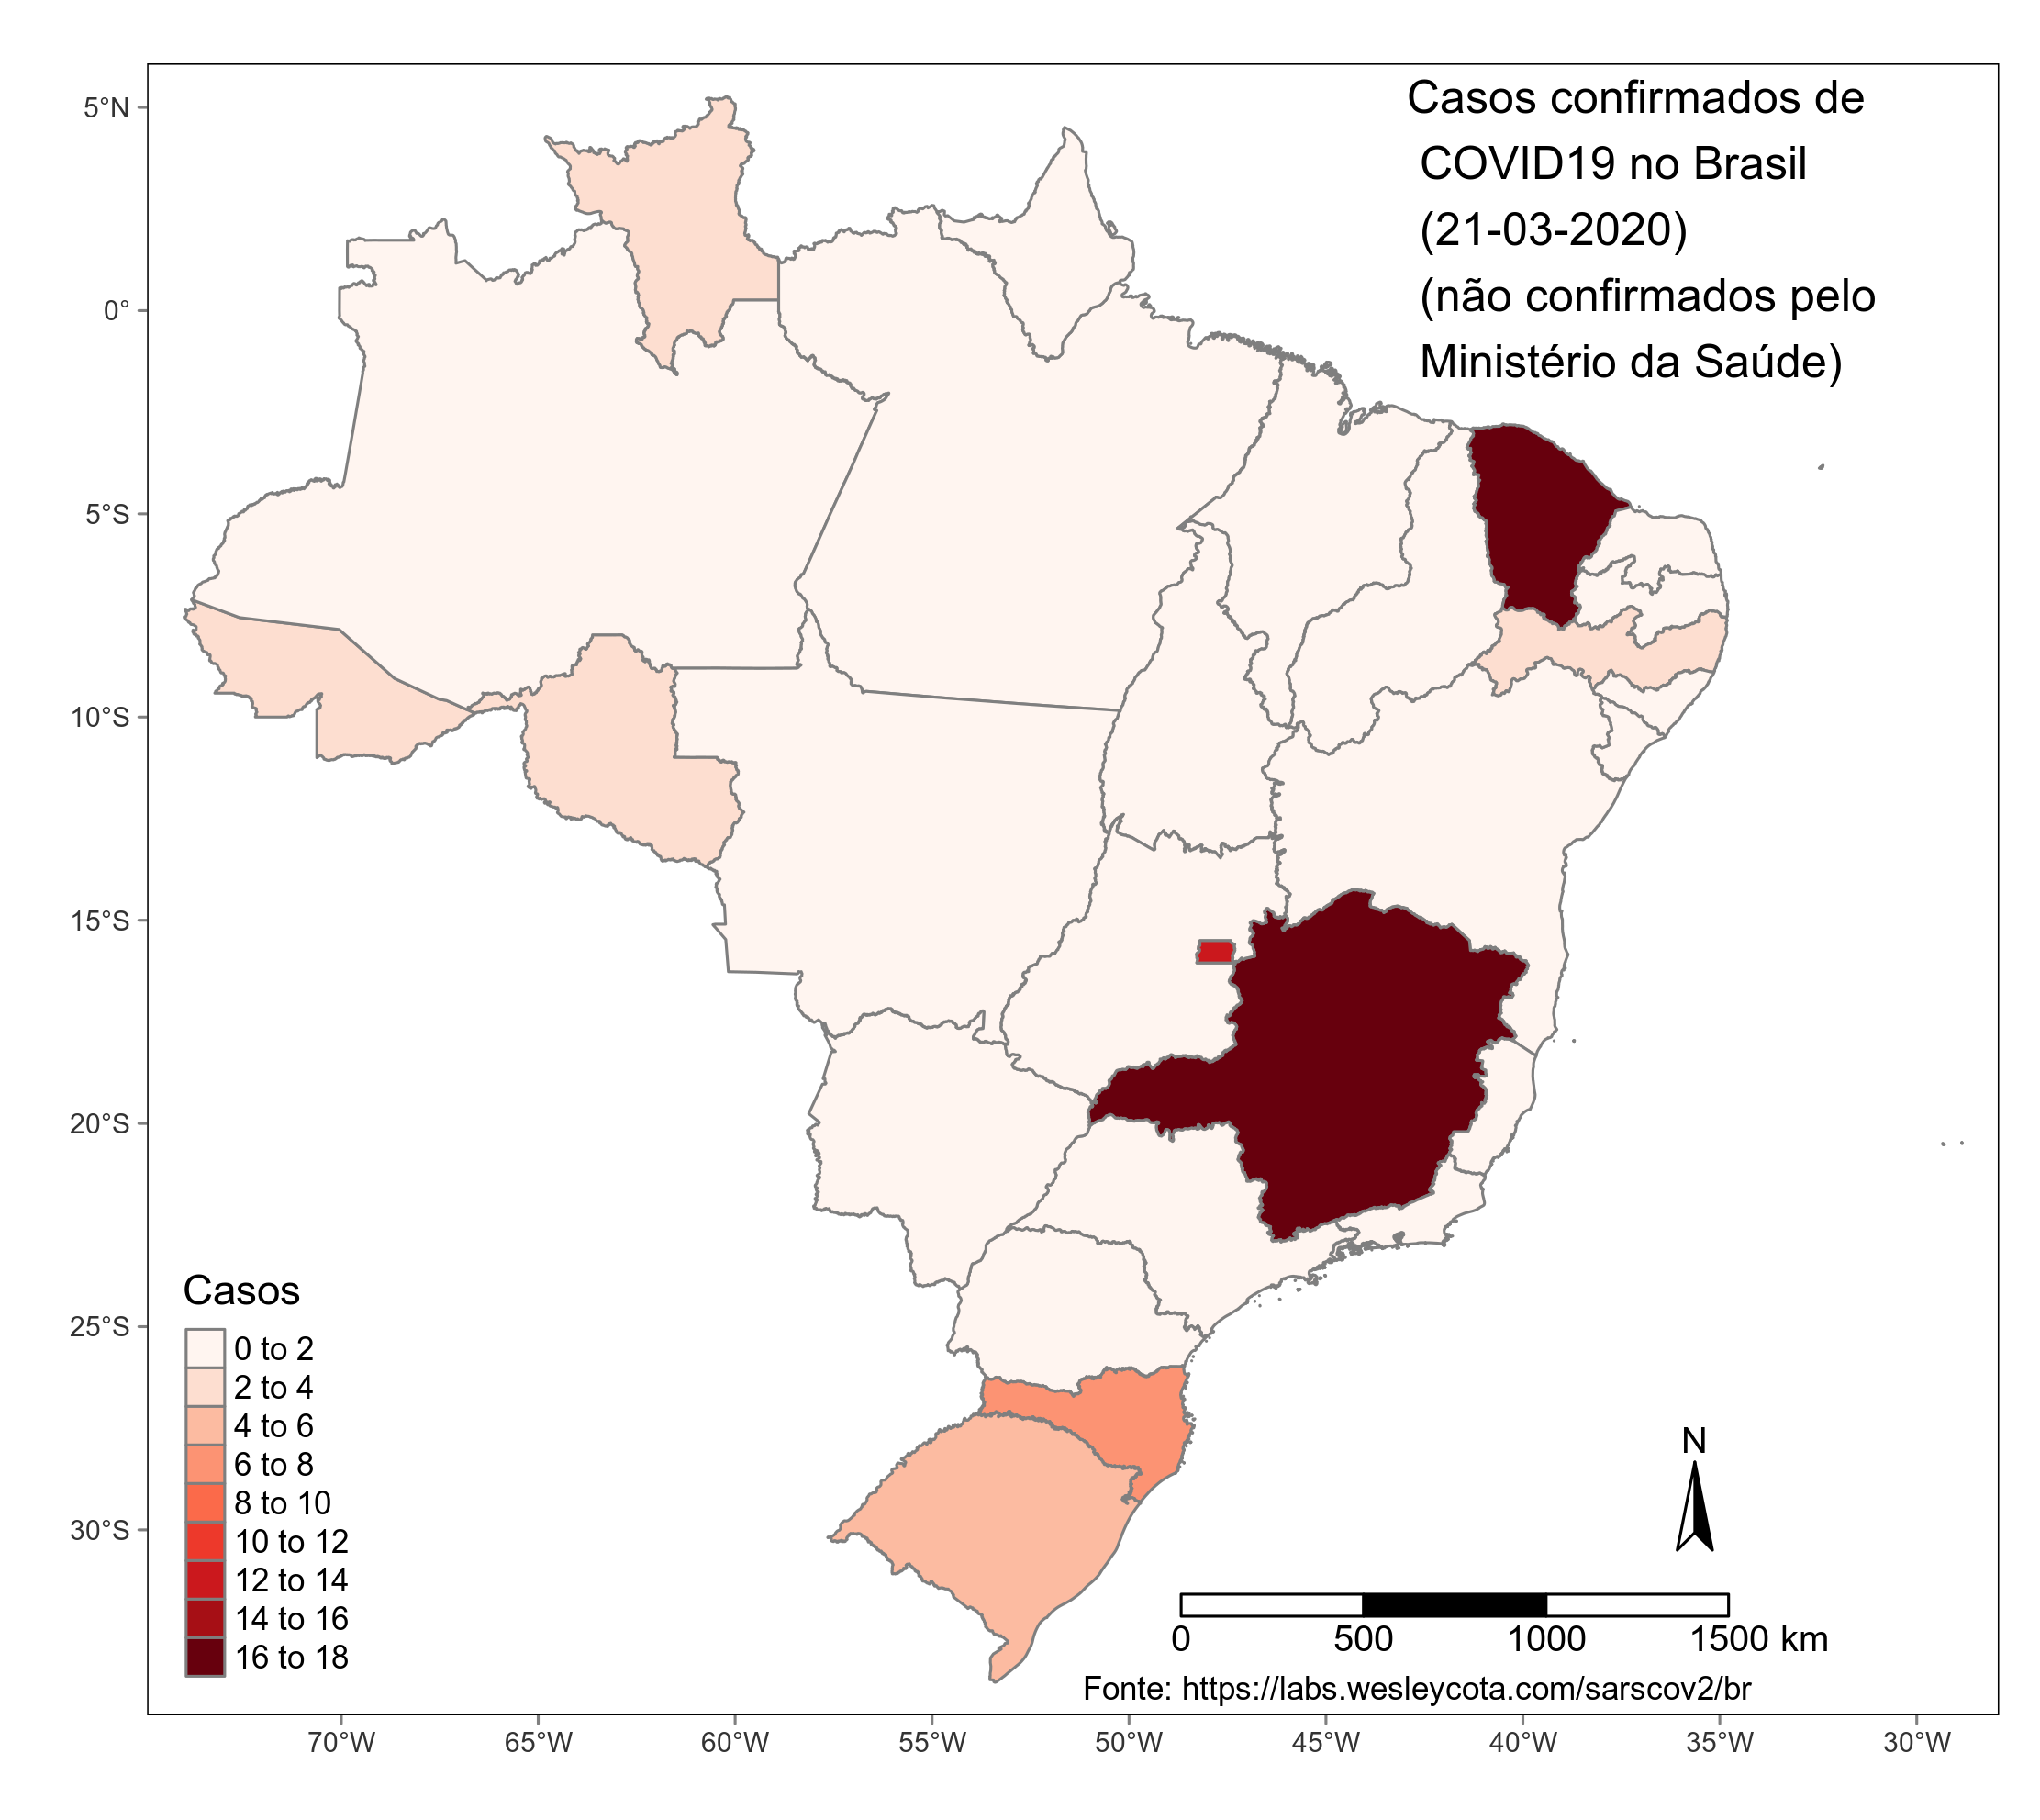 Casos confirmados de
COVID19 no Brasil
(21-03-2020)
(não confirmados pelo
Ministério da Saúde)
5°N
0°
5°S
10°S
15°S
20°S
25°S
30°S
Casos
0 to 2
2 to 4
4 to 6
6 to 8
8 to 10
10 to 12
12 to 14
14 to 16
16 to 18
N
0 500 1000 1500 km
Fonte: https://labs.wesleycota.com/sarscov2/br
70°W 65°W 60°W 55°W 50°W 45°W 40°W 35°W 30°W